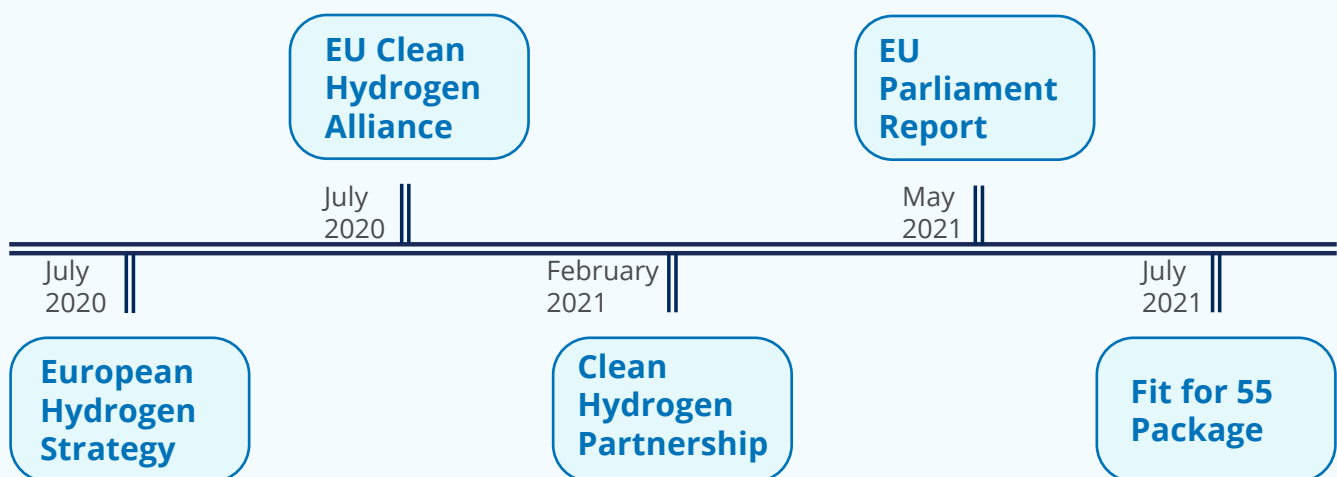 EU Clean
Hydrogen
Alliance
EU
Parliament
Report
July
2020
May
2021
July
2020
February
2021
July
2021
European
Hydrogen
Strategy
Clean
Hydrogen
Partnership
Fit for 55
Package